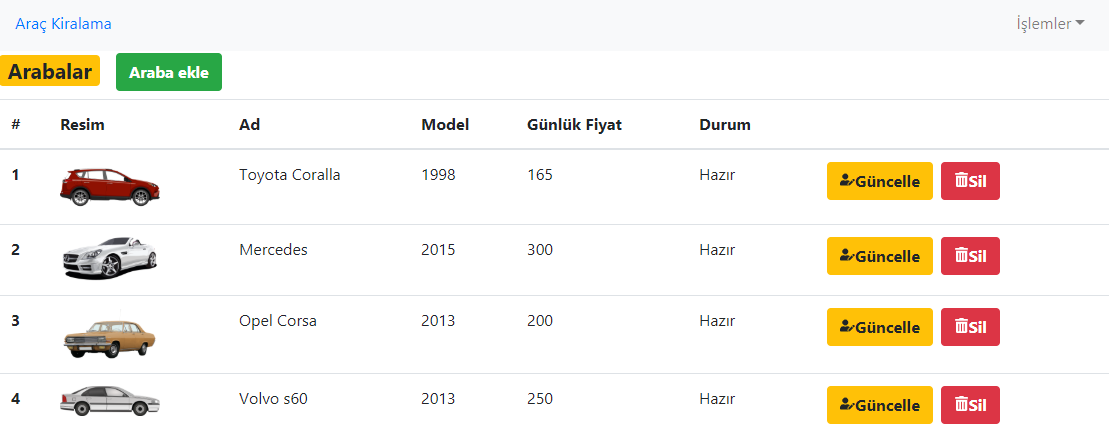 Araç Kiralama İşlemler
Arabalar Araba ekle
# Resim Ad Model Günlük Fiyat Durum
1 Toyota Coralla 1998 165 Hazır Güncelle Sil
2 Mercedes 2015 300 Hazır Güncelle Sil
3 Opel Corsa 2013 200 Hazır Güncelle Sil
4 Volvo s60 2013 250 Hazır Güncelle Sil